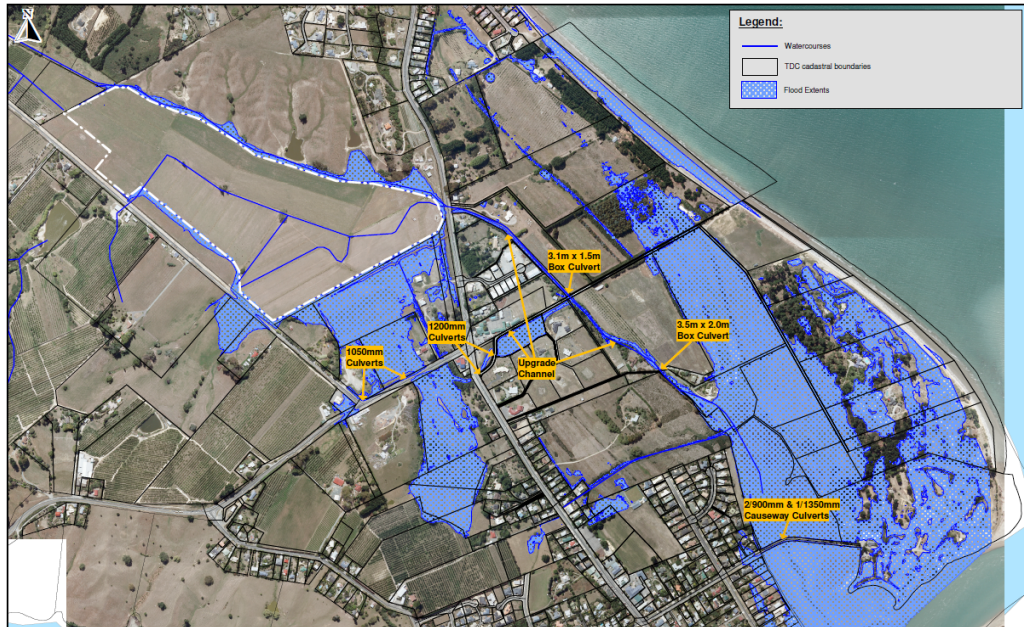 Legend:
Watercourses
TDC cadastral boundaries
Flood Extents
3.1m x 1.5m
Box Culvert
1200mm
Culverts
3.5m x 2.0m
Box Culvert
1050mm
Culverts
Upgrade
Channel
2/900mm & 1/1350mm
Causeway Culverts